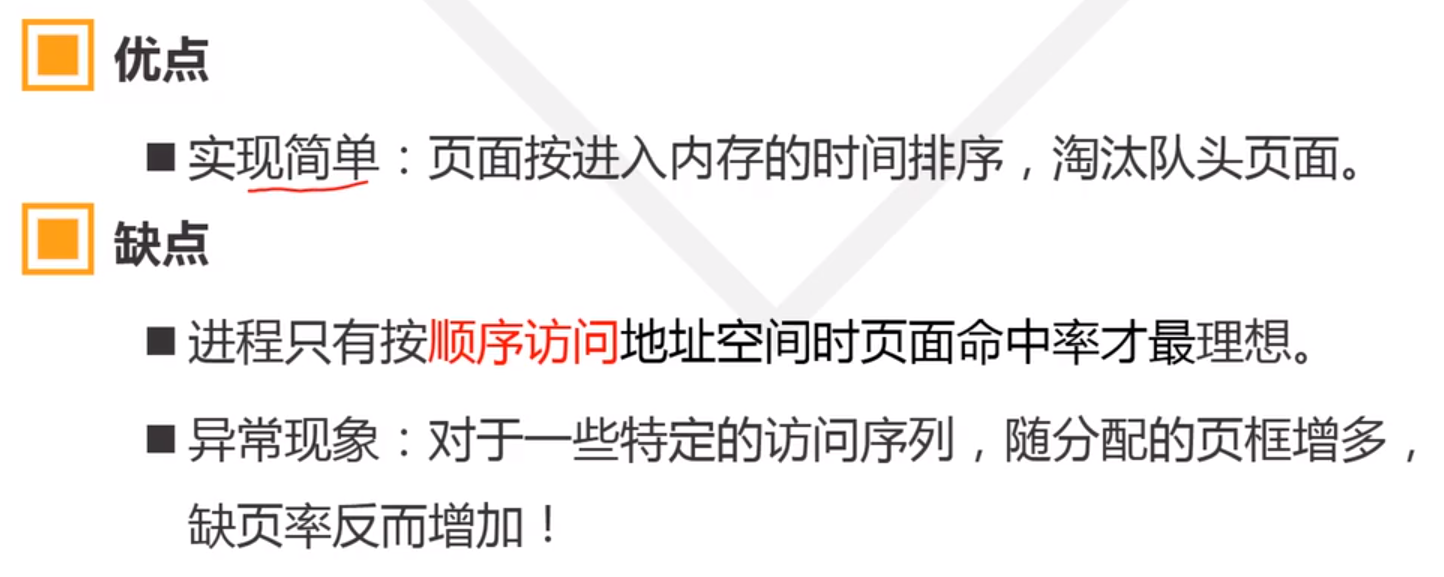 优点
■实现简单：页面按进入内存的时间排序，淘汰队头页面。
缺点
■进程只有按顺序访问地址空间时页面命中率才最理想。
■异常现象：对于一些特定的访问序列，随分配的页框增多，
缺页率反而增加！